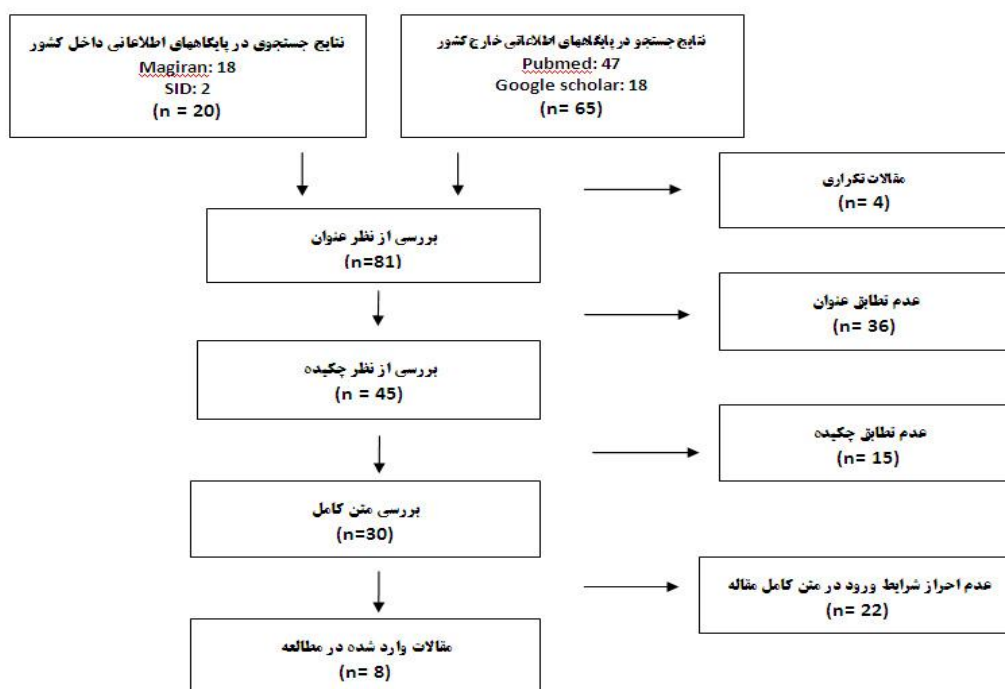 نتایج جستجوی در پایگاههای اطلاعاتی داخل کشور
Magiran: 18
SID: 2
(n = 20)
نتایج جستجو در پایگاههای اطلاعاتی خارج کشور
Pubmed: 47
Google scholar: 18
(n= 65)
مقالات تکراری
(n= 4)
بررسی از نظر عنوان
(n=81)
عدم تطابق عنوان
(n= 36)
بررسی از نظر چکیده
(n = 45)
عدم تطابق چکیده
(n= 15)
بررسی متن کامل
(n=30)
عدم احراز شرایط ورود در متن کامل مقاله
(n= 22)
مقالات وارد شده در مطالعه
(n= 8)